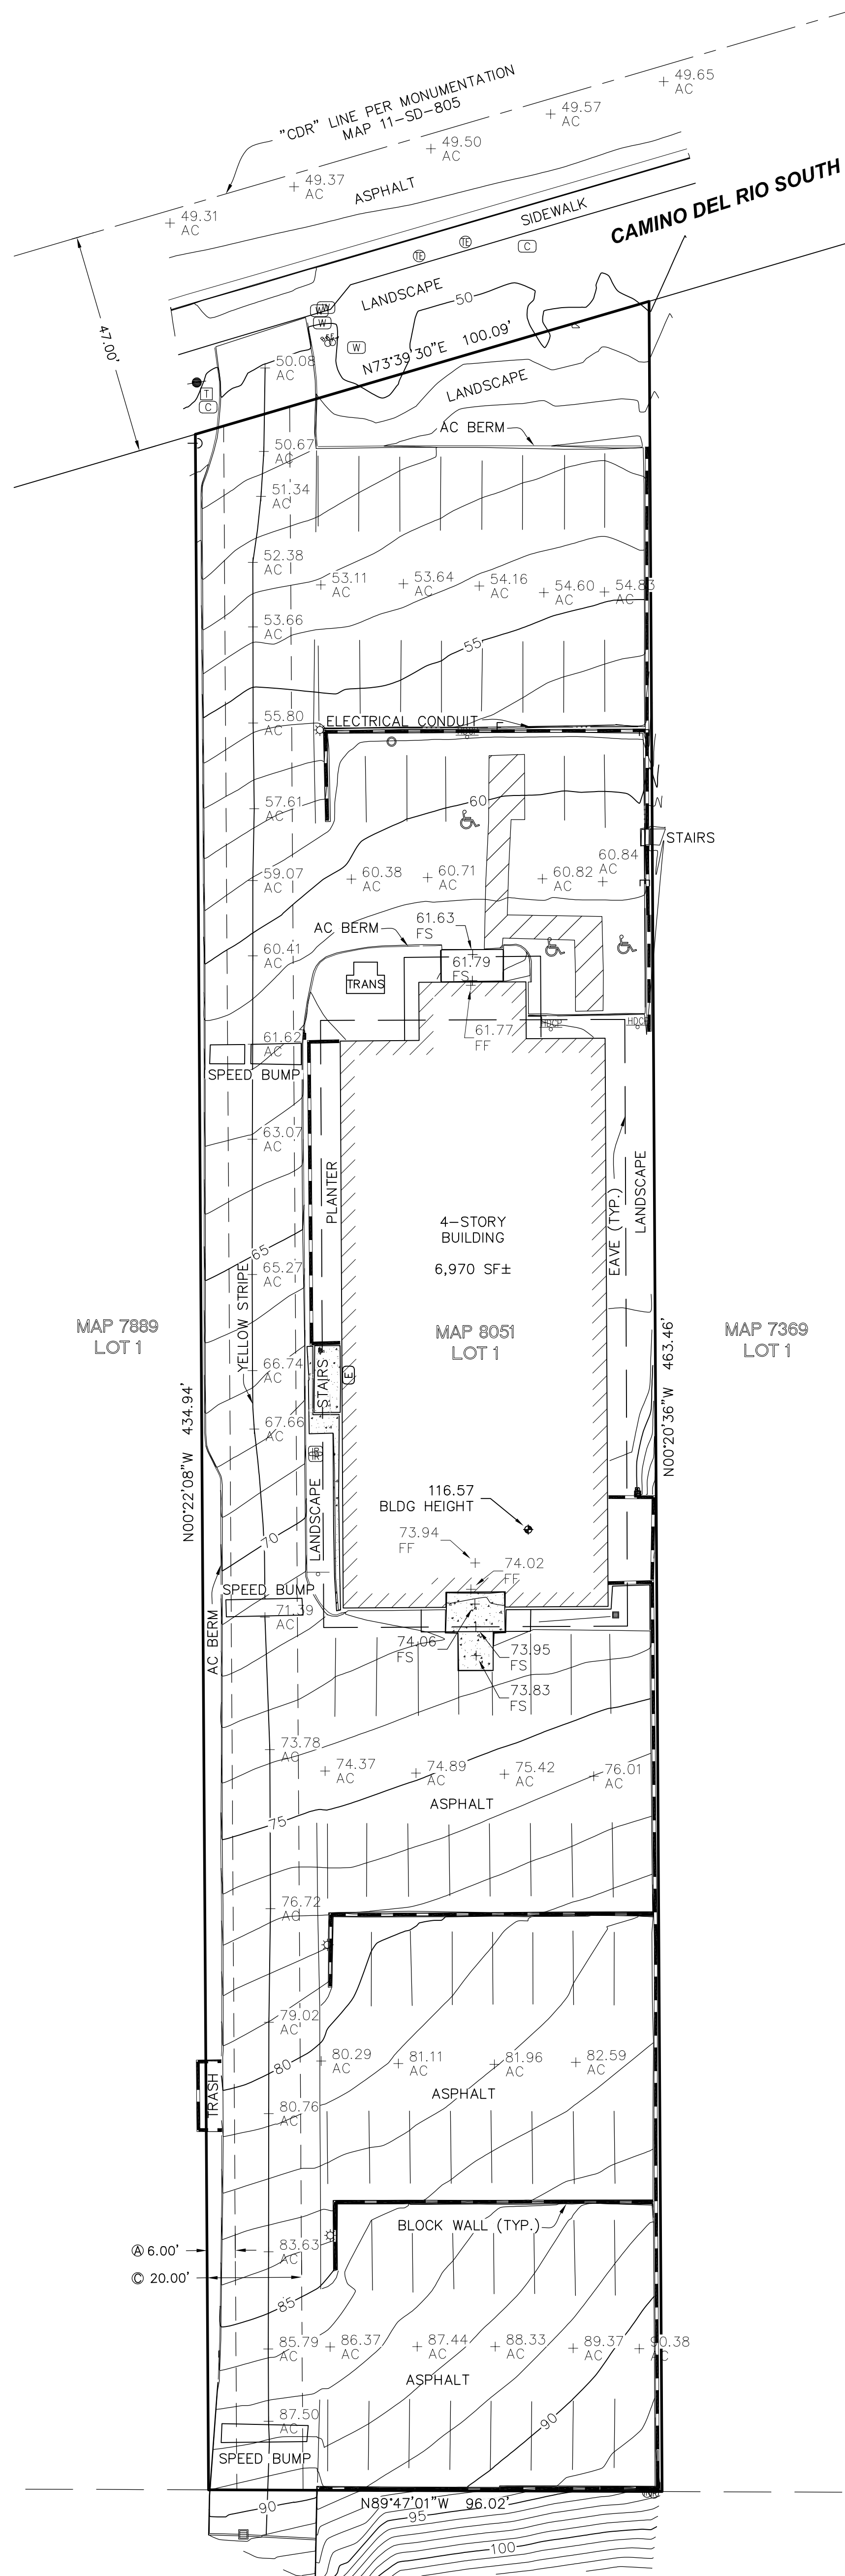 49.65
AC
49.57
AC
"CDR" LINE PER MONUMENTATION
MAP 11-SD-805
49.50
AC
49.37
AC
ASPHALT
49.31
AC
SIDEWALK
CAMINO DEL RIO SOUTH
TE
TE
C
LANDSCAPE
50
W
W
W
W
47.00'
N73°39'30"E 100.09'
50.08
AC
LANDSCAPE
T
C
AC BERM
50.67
AC
51.34
AC
52.38
AC
53.11
AC
53.64
AC
54.16
AC
54.60
AC
54.83
AC
53.66
AC
55
55.80
AC
ELECTRICAL CONDUIT
E
HDCP
57.61
AC
60
STAIRS
59.07
AC
60.38
AC
60.71
AC
60.82
AC
60.84
AC
61.63
FS
AC BERM
60.41
AC
61.79
FS
TRANS
61.77
FF
HDCP
HDCP
61.62
AC
SPEED BUMP
63.07
AC
PLANTER
LANDSCAPE
EAVE (TYP.)
4-STORY
BUILDING
6,970 SF±
65
65.27
AC
YELLOW STRIPE
MAP 7889
LOT 1
MAP 8051
LOT 1
MAP 7369
LOT 1
66.74
AC
STAIRS
E
N00°22'08"W 434.94'
N00°20'36"W 463.46'
67.66
AC
LANDSCAPE
116.57
BLDG HEIGHT
70
73.94
FF
74.02
FF
SPEED BUMP
71.39
AC
AC BERM
74.06
FS
73.95
FS
73.83
FS
73.78
AC
74.37
AC
74.89
AC
75.42
AC
76.01
AC
ASPHALT
75
76.72
AC
79.02
AC
80
80.29
AC
81.11
AC
81.96
AC
82.59
AC
TRASH
80.76
AC
ASPHALT
BLOCK WALL (TYP.)
A 6.00'
83.63
AC
C 20.00'
85
85.79
AC
86.37
AC
87.44
AC
88.33
AC
89.37
AC
90.38
AC
ASPHALT
87.50
AC
90
SPEED BUMP
N89°47'01"W 96.02'
90
95
100